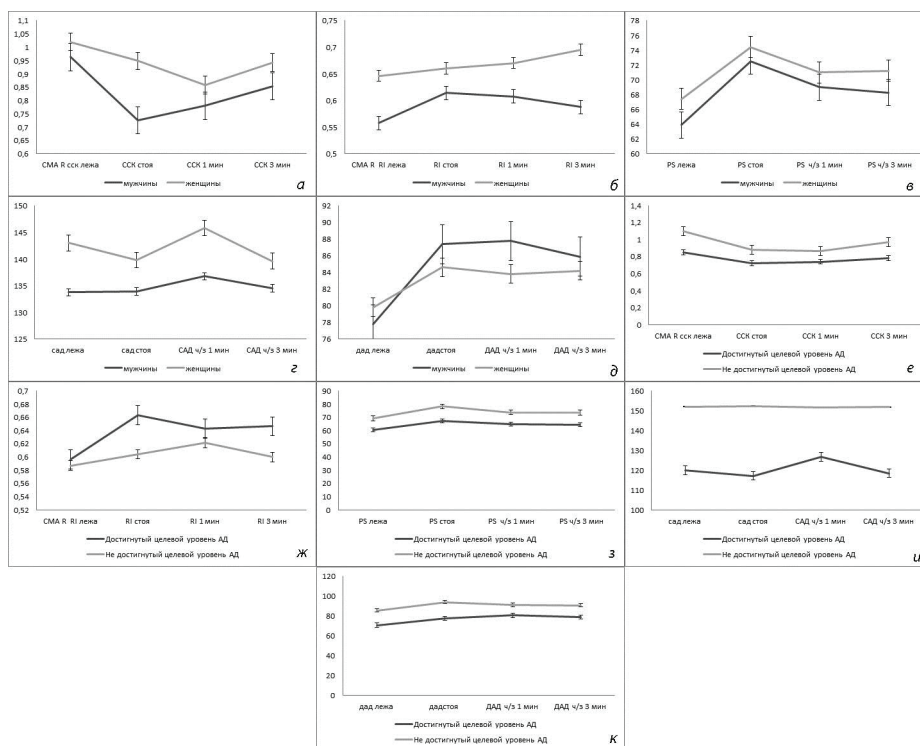 1,1
1,05
1
0,95
0,9
0,85
0,8
0,75
0,7
0,65
0,6
СМА R сск лежа ССК стоя ССК 1 мин ССК 3 мин
мужчины женщины
а
0,75
0,7
0,65
0,6
0,55
0,5
СМА R RI лежа RI стоя RI 1 мин RI 3 мин
мужчины женщины
б
78
76
74
72
70
68
66
64
62
60
PS лежа PS стоя PS ч/з 1 мин PS ч/з 3 мин
мужчины женщины
в
150
145
140
135
130
125
сад лежа сад стоя САД ч/з 1 мин САД ч/з 3 мин
мужчины женщины
г
92
90
88
86
84
82
80
78
76
дад лежа дадстоя ДАД ч/з 1 мин ДАД ч/з 3 мин
мужчины женщины
д
1,4
1,2
1
0,8
0,6
0,4
0,2
0
СМА R сск лежа ССК стоя ССК 1 мин ССК 3 мин
Достигнутый целевой уровень АД
Не достигнутый целевой уровень АД
е
0,7
0,68
0,66
0,64
0,62
0,6
0,58
0,56
0,54
0,52
СМА R RI лежа RI стоя RI 1 мин RI 3 мин
Достигнутый целевой уровень АД
Не достигнутый целевой уровень АД
ж
90
80
70
60
50
40
30
20
10
0
PS лежа PS стоя PS ч/з 1 мин PS ч/з 3 мин
Достигнутый целевой уровень АД
Не достигнутый целевой уровень АД
з
160
150
140
130
120
110
100
сад лежа сад стоя САД ч/з 1 мин САД ч/з 3 мин
Достигнутый целевой уровень АД
Не достигнутый целевой уровень АД
и
120
100
80
60
40
20
0
дад лежа дадстоя ДАД ч/з 1 мин ДАД ч/з 3 мин
Достигнутый целевой уровень АД
Не достигнутый целевой уровень АД
к